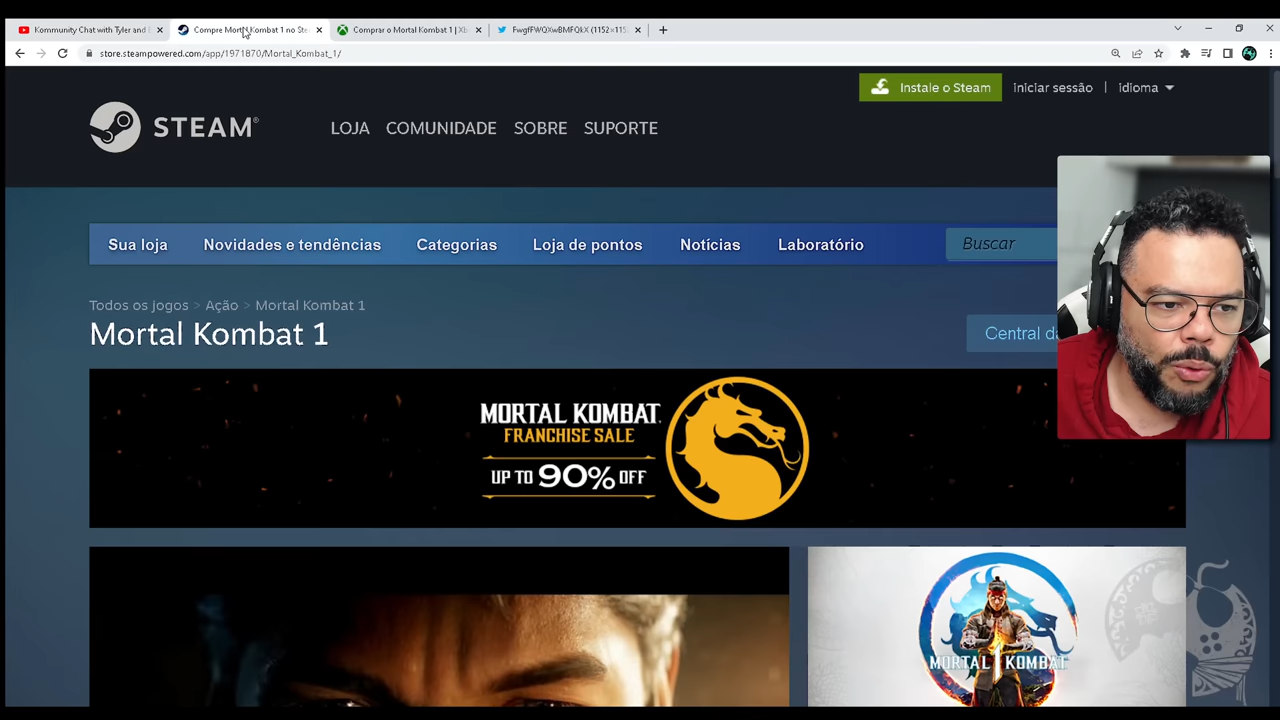 Kommunity Chat with Tyler and
Compre Mortal Kombat 1 no Ste
Comprar o Mortal Kombat 1 | Xb
FwgfFWQXwBMFQkX (1152×115
store.steampowered.com/app/1971870/Mortal_Kombat_1/
Instale o Steam
iniciar sessão
|
idioma
STEAM®
LOJA
COMUNIDADE
SOBRE
SUPORTE
Sua loja
Novidades e tendências
Categorias
Loja de pontos
Notícias
Laboratório
Buscar
Todos os jogos > Ação > Mortal Kombat 1
Mortal Kombat 1
Central da
MORTAL KOMBAT
FRANCHISE SALE
UP TO 90% OFF
MORTAL KOMBAT